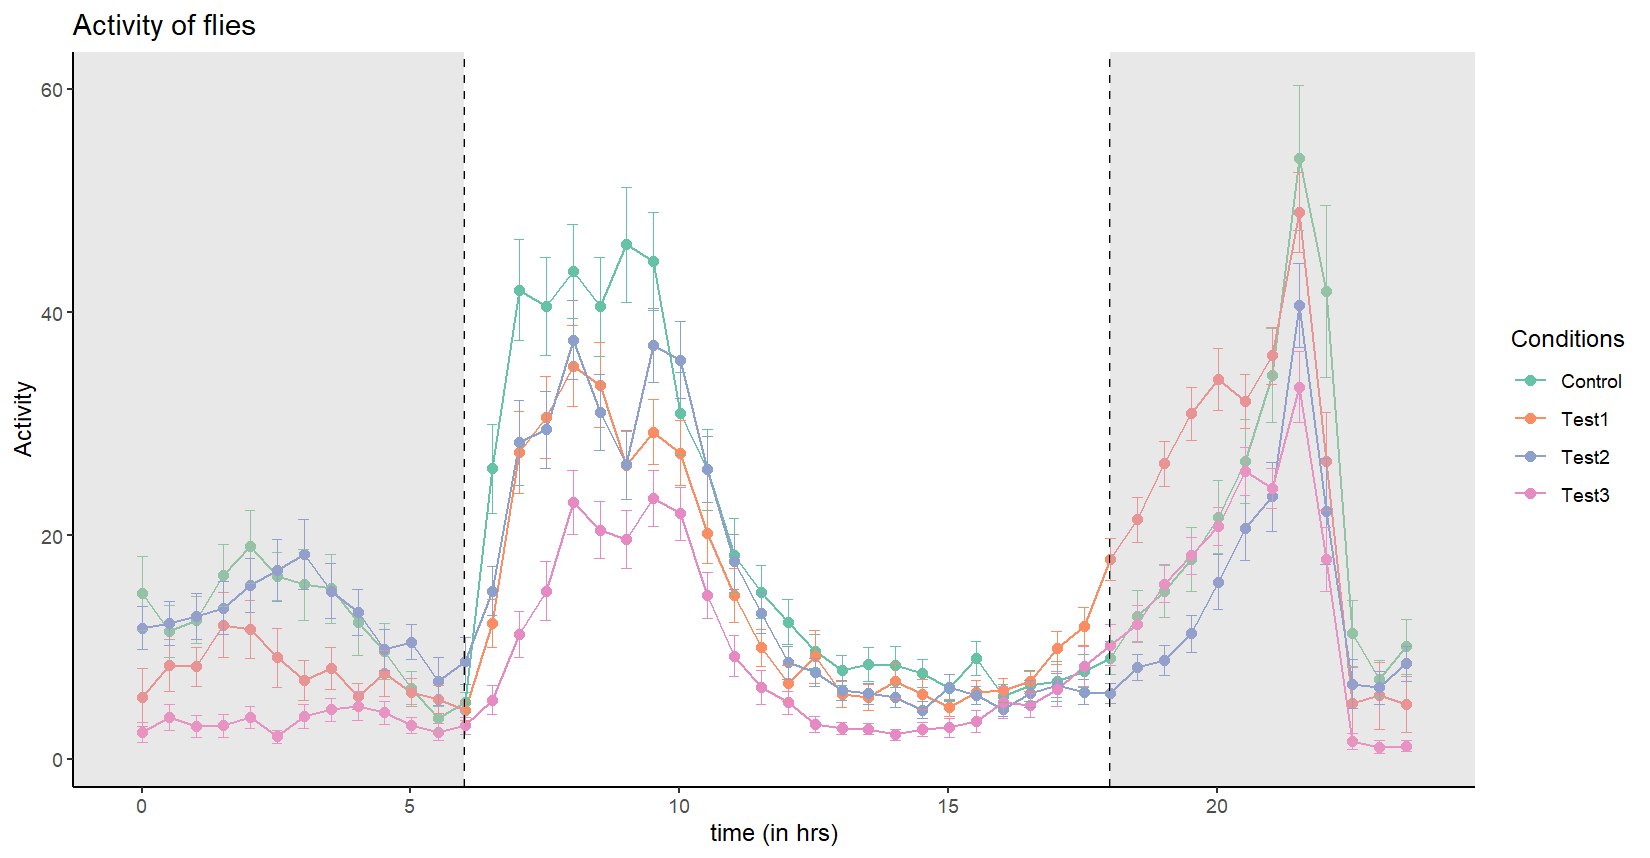 Activity of flies
60
40
20
0
Activity
0 5 10 15 20
time (in hrs)
Conditions
Control
Test1
Test2
Test3